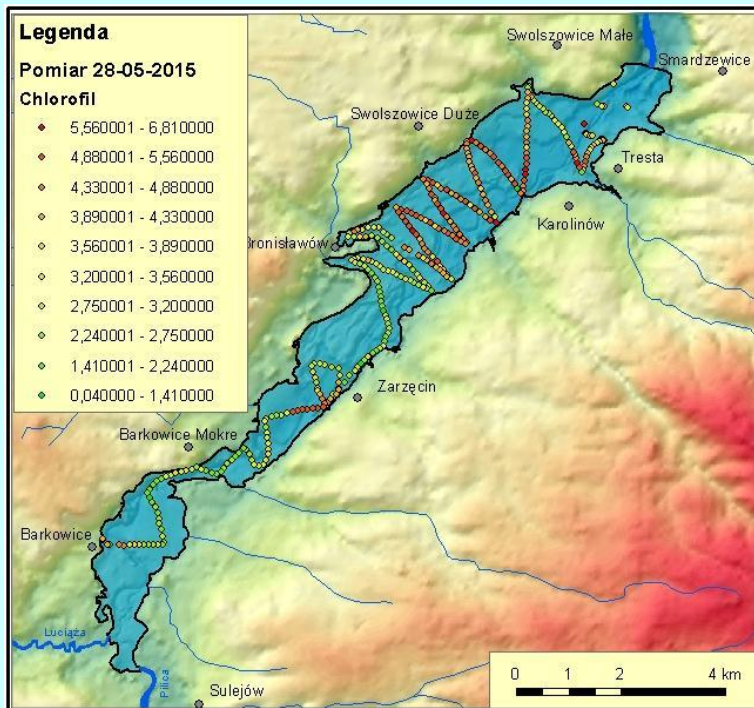 Legenda
Pomiar 28-05-2015
Chlorofil
5,560001 - 6,810000
4,880001 - 5,560000
4,330001 - 4,880000
3,890001 - 4,330000
3,560001 - 3,890000
3,200001 - 3,560000
2,750001 - 3,200000
2,240001 - 2,750000
1,410001 - 2,240000
0,040000 - 1,410000
Swolszowice Małe
Smardzewice
Swolszowice Duże
Tresta
Karolinów
Bronisławów
Zarzęcin
Barkowice Mokre
Barkowice
Luciąża
Pilica
Sulejów
0 1 2 4 km